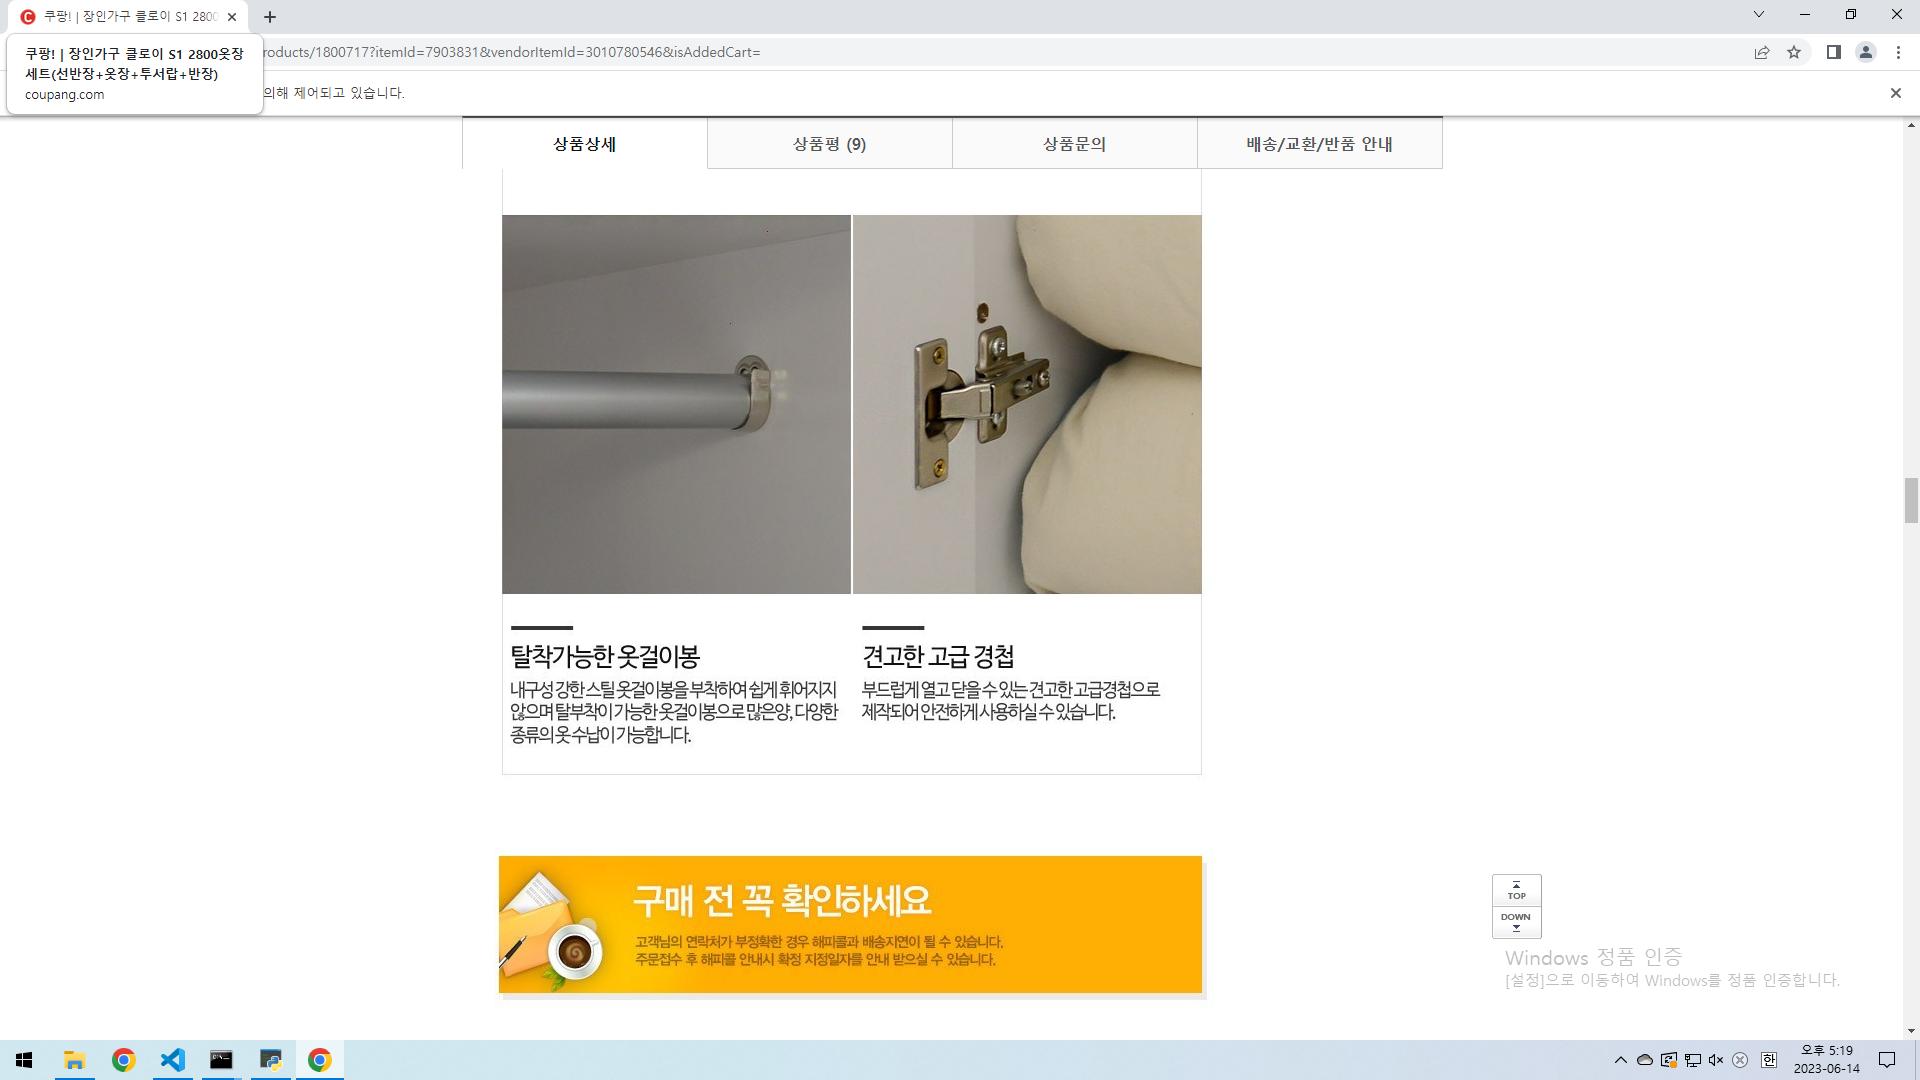 쿠팡! | 장인가구 클로이 S1 2800
쿠팡! | 장인가구 클로이 S1 2800옷장
세트(선반장+옷장+투서랍+반장)
coupang.com
roducts/1800717?itemId=7903831&vendorItemId=3010780546&isAddedCart=
의해 제어되고 있습니다.
상품상세
상품평 (9)
상품문의
배송/교환/반품 안내
탈착가능한 옷걸이봉
내구성 강한 스틸 옷걸이봉을 부착하여 쉽게 휘어지지
않으며 탈부착이 가능한 옷걸이봉으로 많은양, 다양한
종류의 옷 수납이 가능합니다.
견고한 고급 경첩
부드럽게 열고 닫을 수 있는 견고한 고급경첩으로
제작되어 안전하게 사용하실 수 있습니다.
구매 전 꼭 확인하세요
고객님의 연락처가 부정확한 경우 해피콜과 배송지연이 될 수 있습니다.
주문접수 후 해피콜 안내시 확정 지정일자를 안내 받으실 수 있습니다.
TOP
DOWN
Windows 정품 인증
[설정]으로 이동하여 Windows를 정품 인증합니다.
한
오후 5:19
2023-06-14